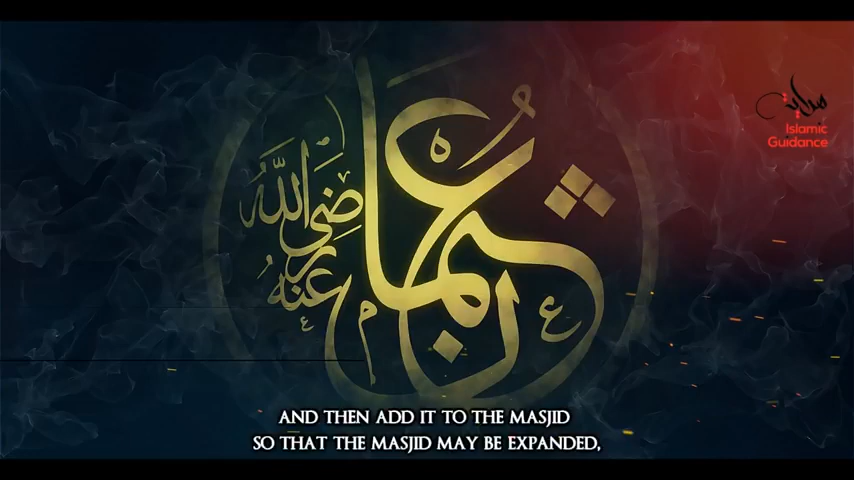 هداية
Islamic
Guidance
عثمان
رضي الله
عنه
AND THEN ADD IT TO THE MASJID
SO THAT THE MASJID MAY BE EXPANDED,